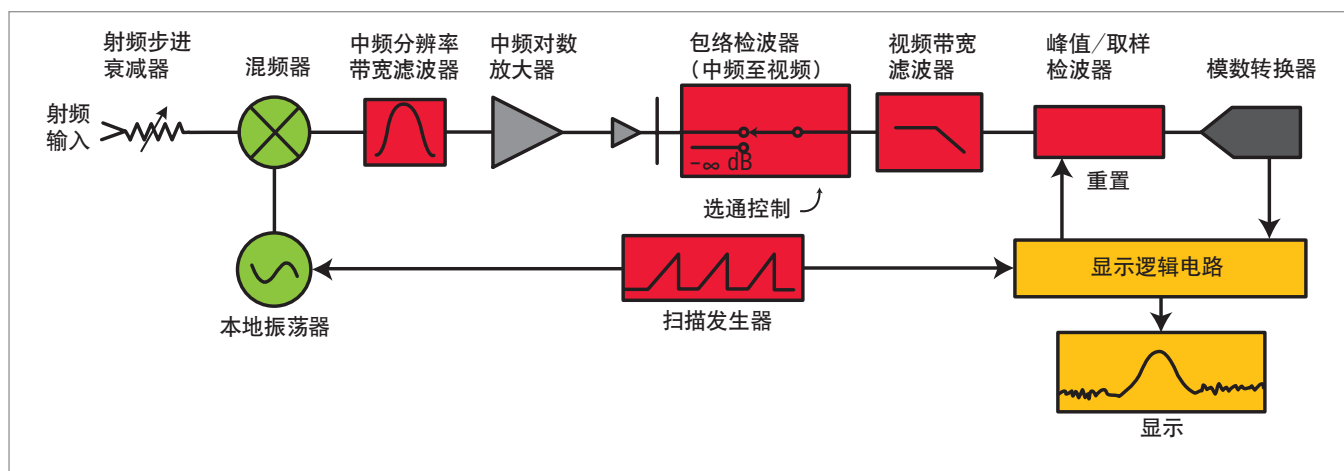 射频步进
衰减器
混频器
中频分辨率
带宽滤波器
中频对数
放大器
包络检波器
(中频至视频)
视频带宽
滤波器
峰值/取样
检波器
模数转换器
射频
输入
-∞ dB
重置
选通控制
显示逻辑电路
本地振荡器
扫描发生器
显示